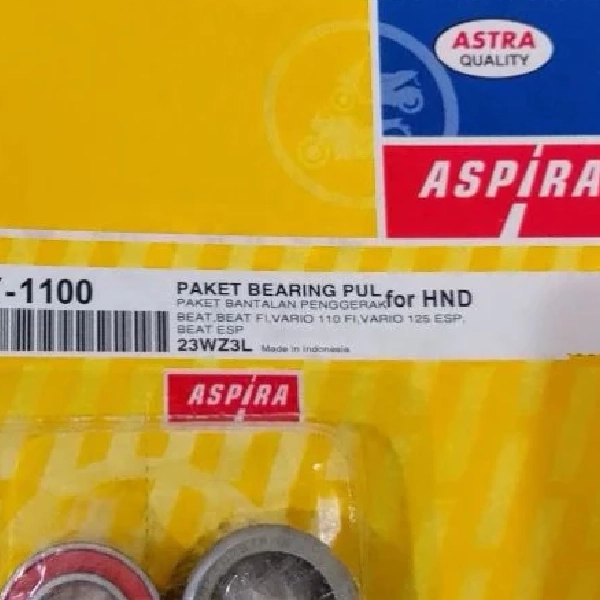 ASTRA
QUALITY
ASPIRA
-1100
PAKET BEARING PUL for HND
PAKET BANTALAN PENGGERAK
BEAT,BEAT FI,VARIO 110 FI,VARIO 125 ESP,
BEAT ESP
23WZ3L Made in Indonesia
ASPIRA